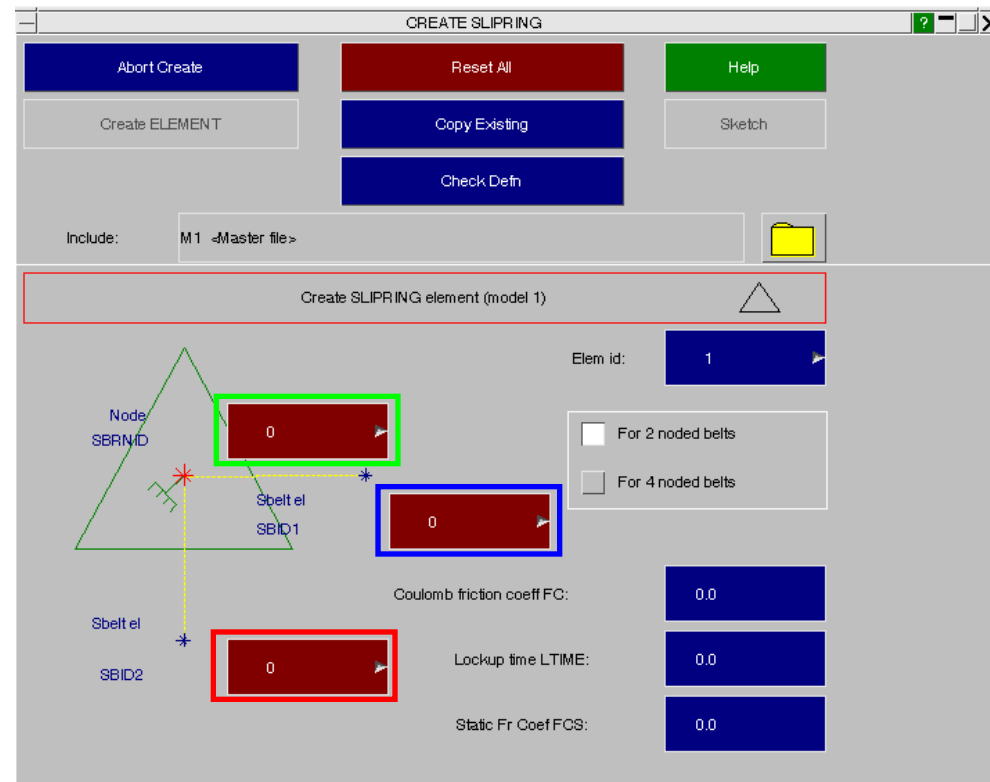 CREATE SLIPRING ?
Abort Create Reset All Help
Create ELEMENT Copy Existing Sketch
Check Defn
Include: M1 <Master file>
Create SLIPRING element (model 1)
Elem id: 1
Node
SBRNID
0
For 2 noded belts
For 4 noded belts
Sbelt el
SBID1
0
Coulomb friction coeff FC: 0.0
Sbelt el
SBID2
0
Lockup time LTIME: 0.0
Static Fr Coef FCS: 0.0